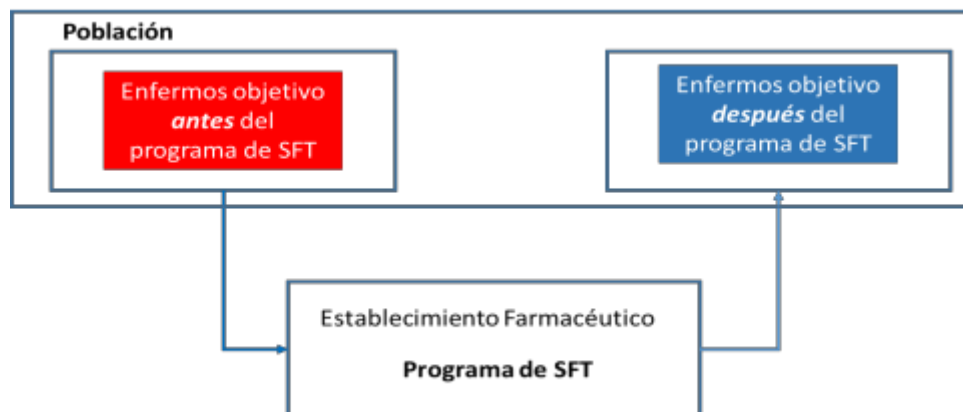 Población
Enfermos objetivo
antes del
programa de SFT
Enfermos objetivo
después del
programa de SFT
Establecimiento Farmacéutico
Programa de SFT